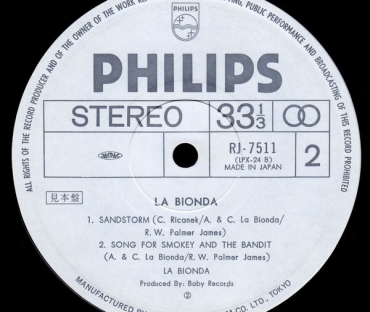 ALL RIGHTS OF THE RECORD PRODUCER AND OF THE OWNER OF THE WORK
PUBLIC PERFORMANCE AND BROADCASTING OF THIS RECORD PROHIBITED
PHILIPS
PHILIPS
STEREO
33 1/3
RJ-7511
(LPX-24 B)
MADE IN JAPAN
2
見本盤
LA BIONDA
1. SANDSTORM (C. Ricanek/A. & C. La Bionda/
R. W. Palmer James)
2. SONG FOR SMOKEY AND THE BANDIT
(A. & C. La Bionda/R. W. Palmer James)
LA BIONDA
Produced By: Baby Records
②
MANUFACTURED
CO. LTD., TOKYO